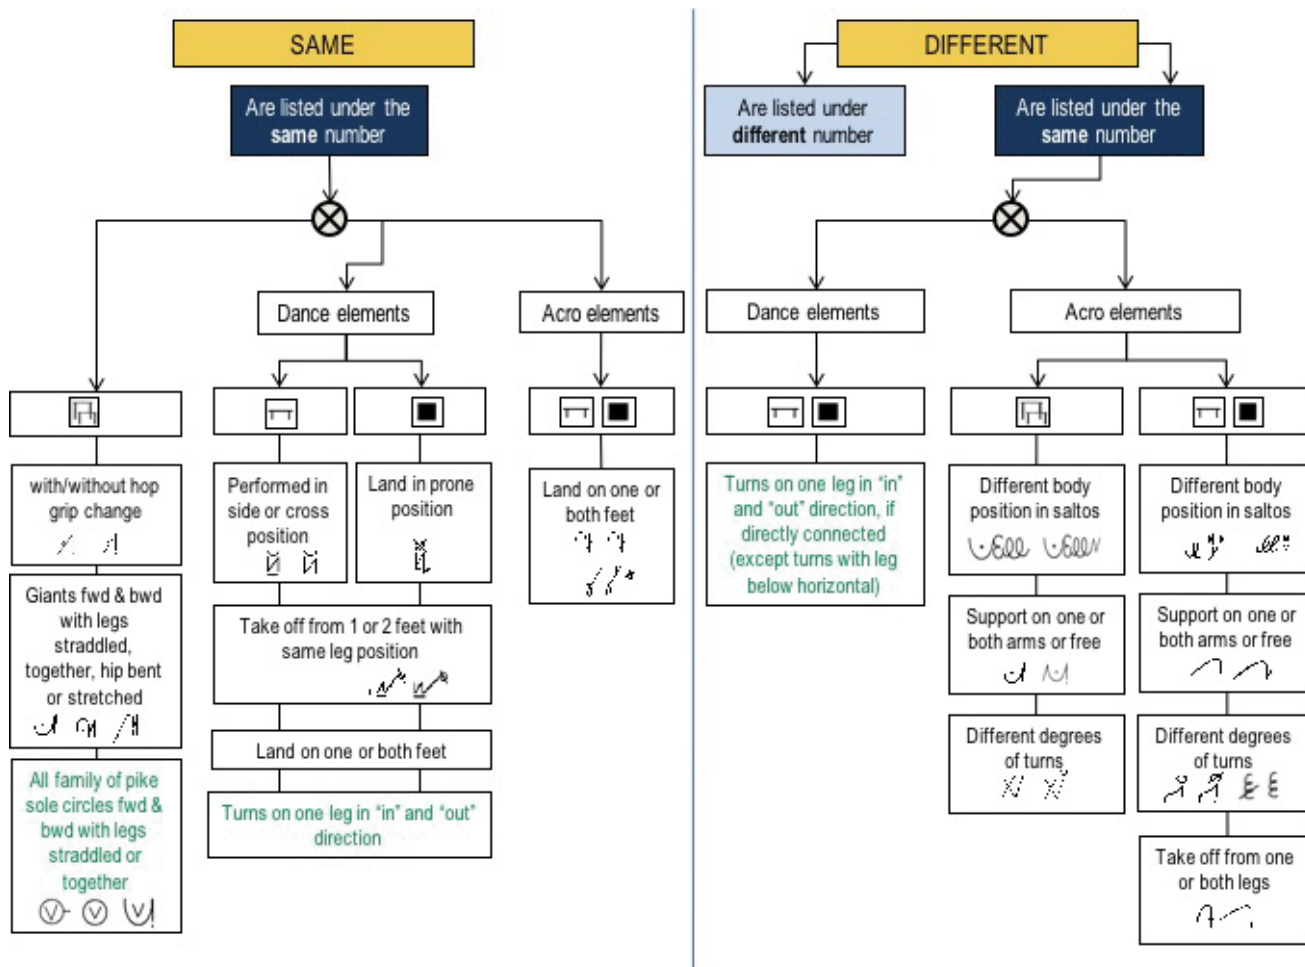 SAME
Are listed under the
same number
Dance elements
Acro elements
with/without hop
grip change
Giants fwd & bwd
with legs
straddled,
together, hip bent
or stretched
All family of pike
sole circles fwd &
bwd with legs
straddled or
together
Performed in
side or cross
position
Land in prone
position
Take off from 1 or 2 feet with
same leg position
Land on one or both feet
Turns on one leg in “in” and “out”
direction
Land on one or
both feet
DIFFERENT
Are listed under
different number
Are listed under the
same number
Dance elements
Acro elements
Turns on one leg in “in”
and “out” direction, if
directly connected
(except turns with leg
below horizontal)
Different body
position in saltos
Support on one or
both arms or free
Different degrees
of turns
Different body
position in saltos
Support on one or
both arms or free
Different degrees
of turns
Take off from one
or both legs